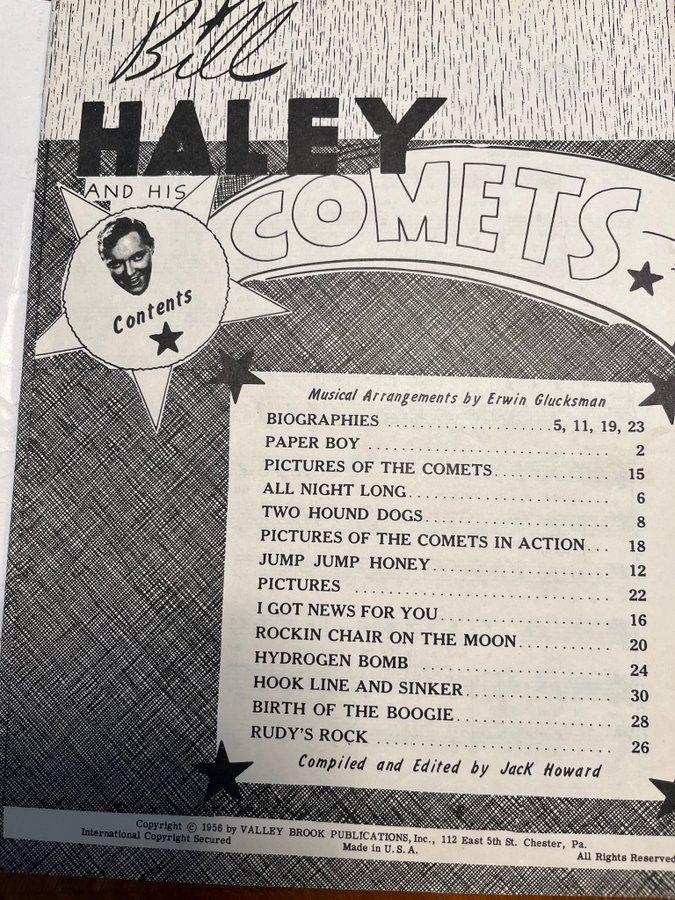 Bill
HALEY
AND HIS
COMETS
Contents
Musical Arrangements by Erwin Glucksman
BIOGRAPHIES ..................... 5, 11, 19, 23
PAPER BOY ............................... 2
PICTURES OF THE COMETS............... 15
ALL NIGHT LONG.......................... 6
TWO HOUND DOGS........................ 8
PICTURES OF THE COMETS IN ACTION... 18
JUMP JUMP HONEY....................... 12
PICTURES ................................ 22
I GOT NEWS FOR YOU..................... 16
ROCKIN CHAIR ON THE MOON............ 20
HYDROGEN BOMB ........................ 24
HOOK LINE AND SINKER.................. 30
BIRTH OF THE BOOGIE.................... 28
RUDY'S ROCK ............................. 26
Compiled and Edited by Jack Howard
Copyright © 1956 by VALLEY BROOK PUBLICATIONS, Inc., 112 East 5th St. Chester, Pa.
International Copyright Secured Made in U.S.A. All Rights Reserved